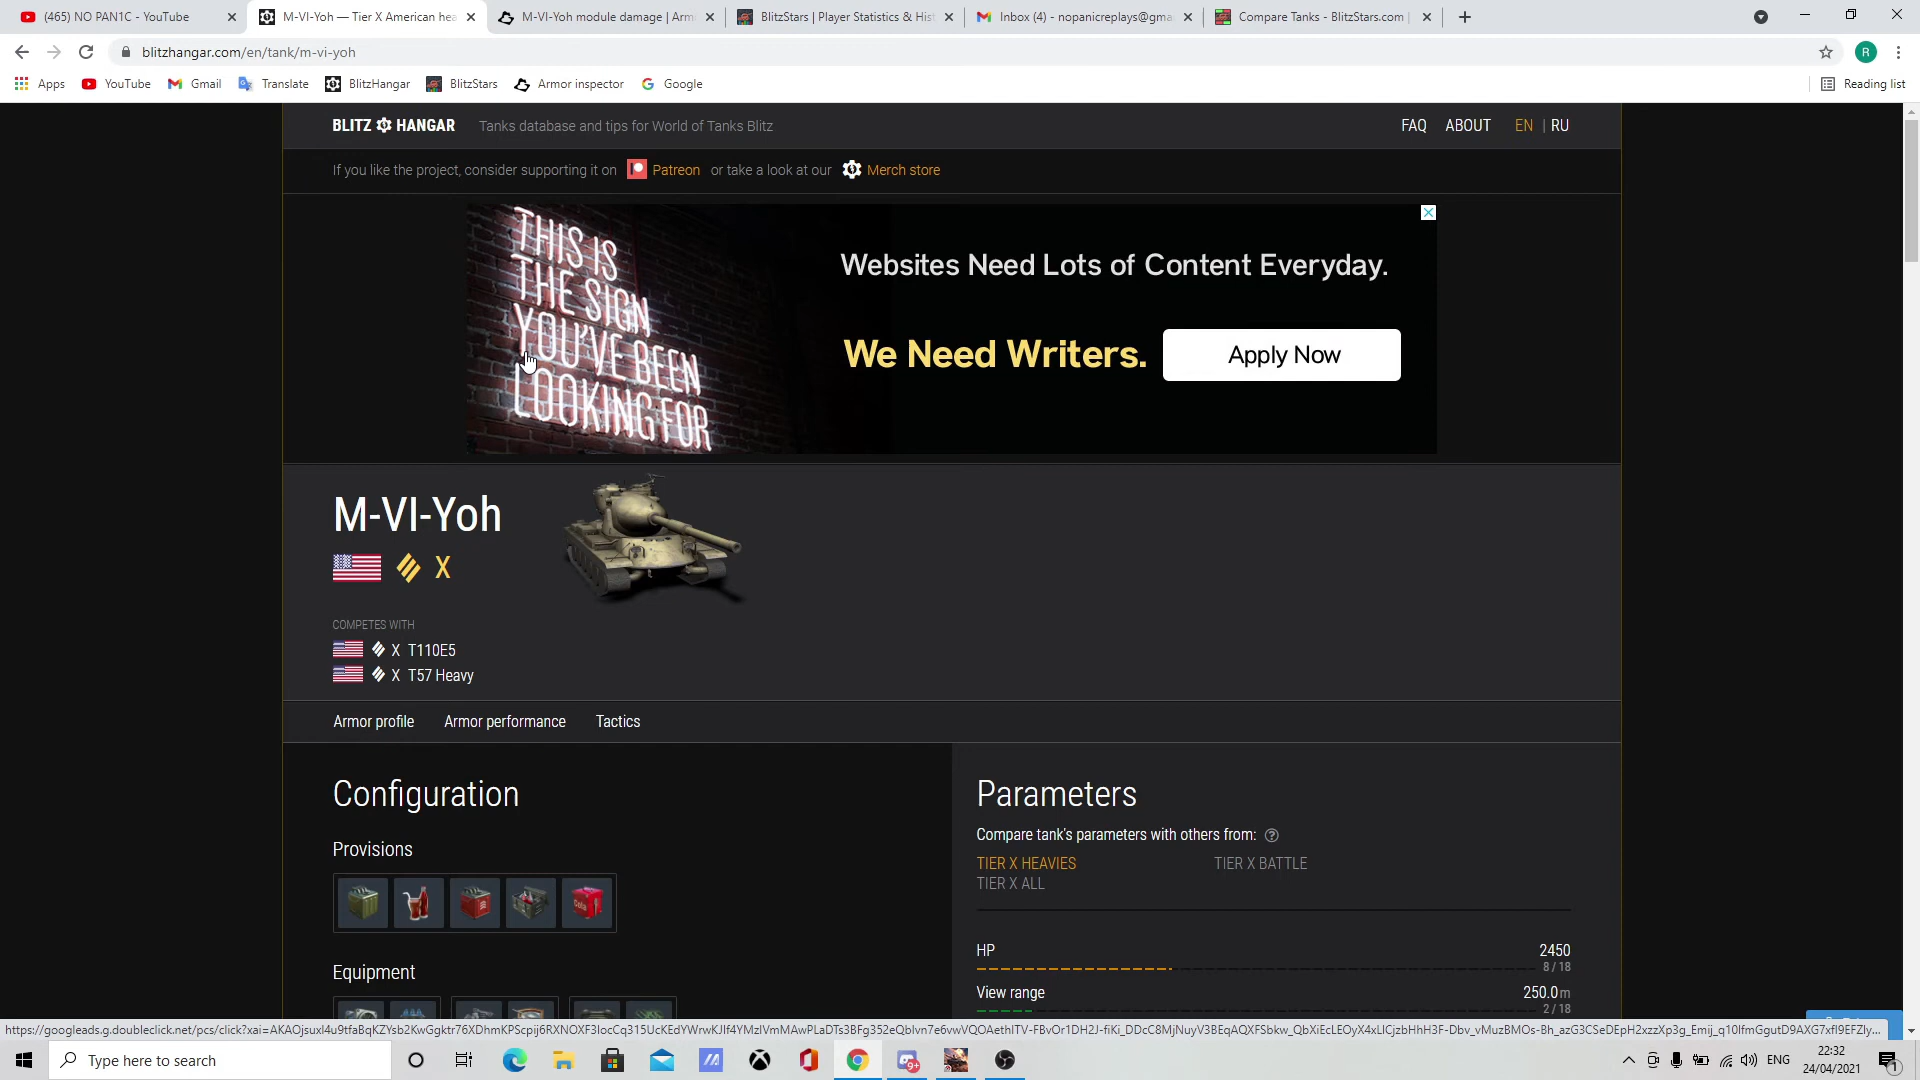 (465) NO PAN1C - YouTube
M-VI-Yoh — Tier X American hea
M-VI-Yoh module damage | Arm
BlitzStars | Player Statistics & His
Inbox (4) - nopanicreplays@gma
Compare Tanks - BlitzStars.com |
blitzhangar.com/en/tank/m-vi-yoh
R
Apps
YouTube
Gmail
Translate
BlitzHangar
BlitzStars
Armor inspector
Google
Reading list
BLITZ HANGAR
Tanks database and tips for World of Tanks Blitz
FAQ ABOUT EN | RU
If you like the project, consider supporting it on Patreon or take a look at our Merch store
THIS IS
THE SIGN
YOU'VE BEEN
LOOKING FOR
Websites Need Lots of Content Everyday.
We Need Writers.
Apply Now
M-VI-Yoh
X
COMPETES WITH
X T110E5
X T57 Heavy
Armor profile Armor performance Tactics
Configuration
Provisions
Cola
Equipment
Parameters
Compare tank's parameters with others from: ?
TIER X HEAVIES TIER X BATTLE
TIER X ALL
HP 2450
8 / 18
View range 250.0 m
2 / 18
Type here to search
9+
ENG
22:32
24/04/2021
1